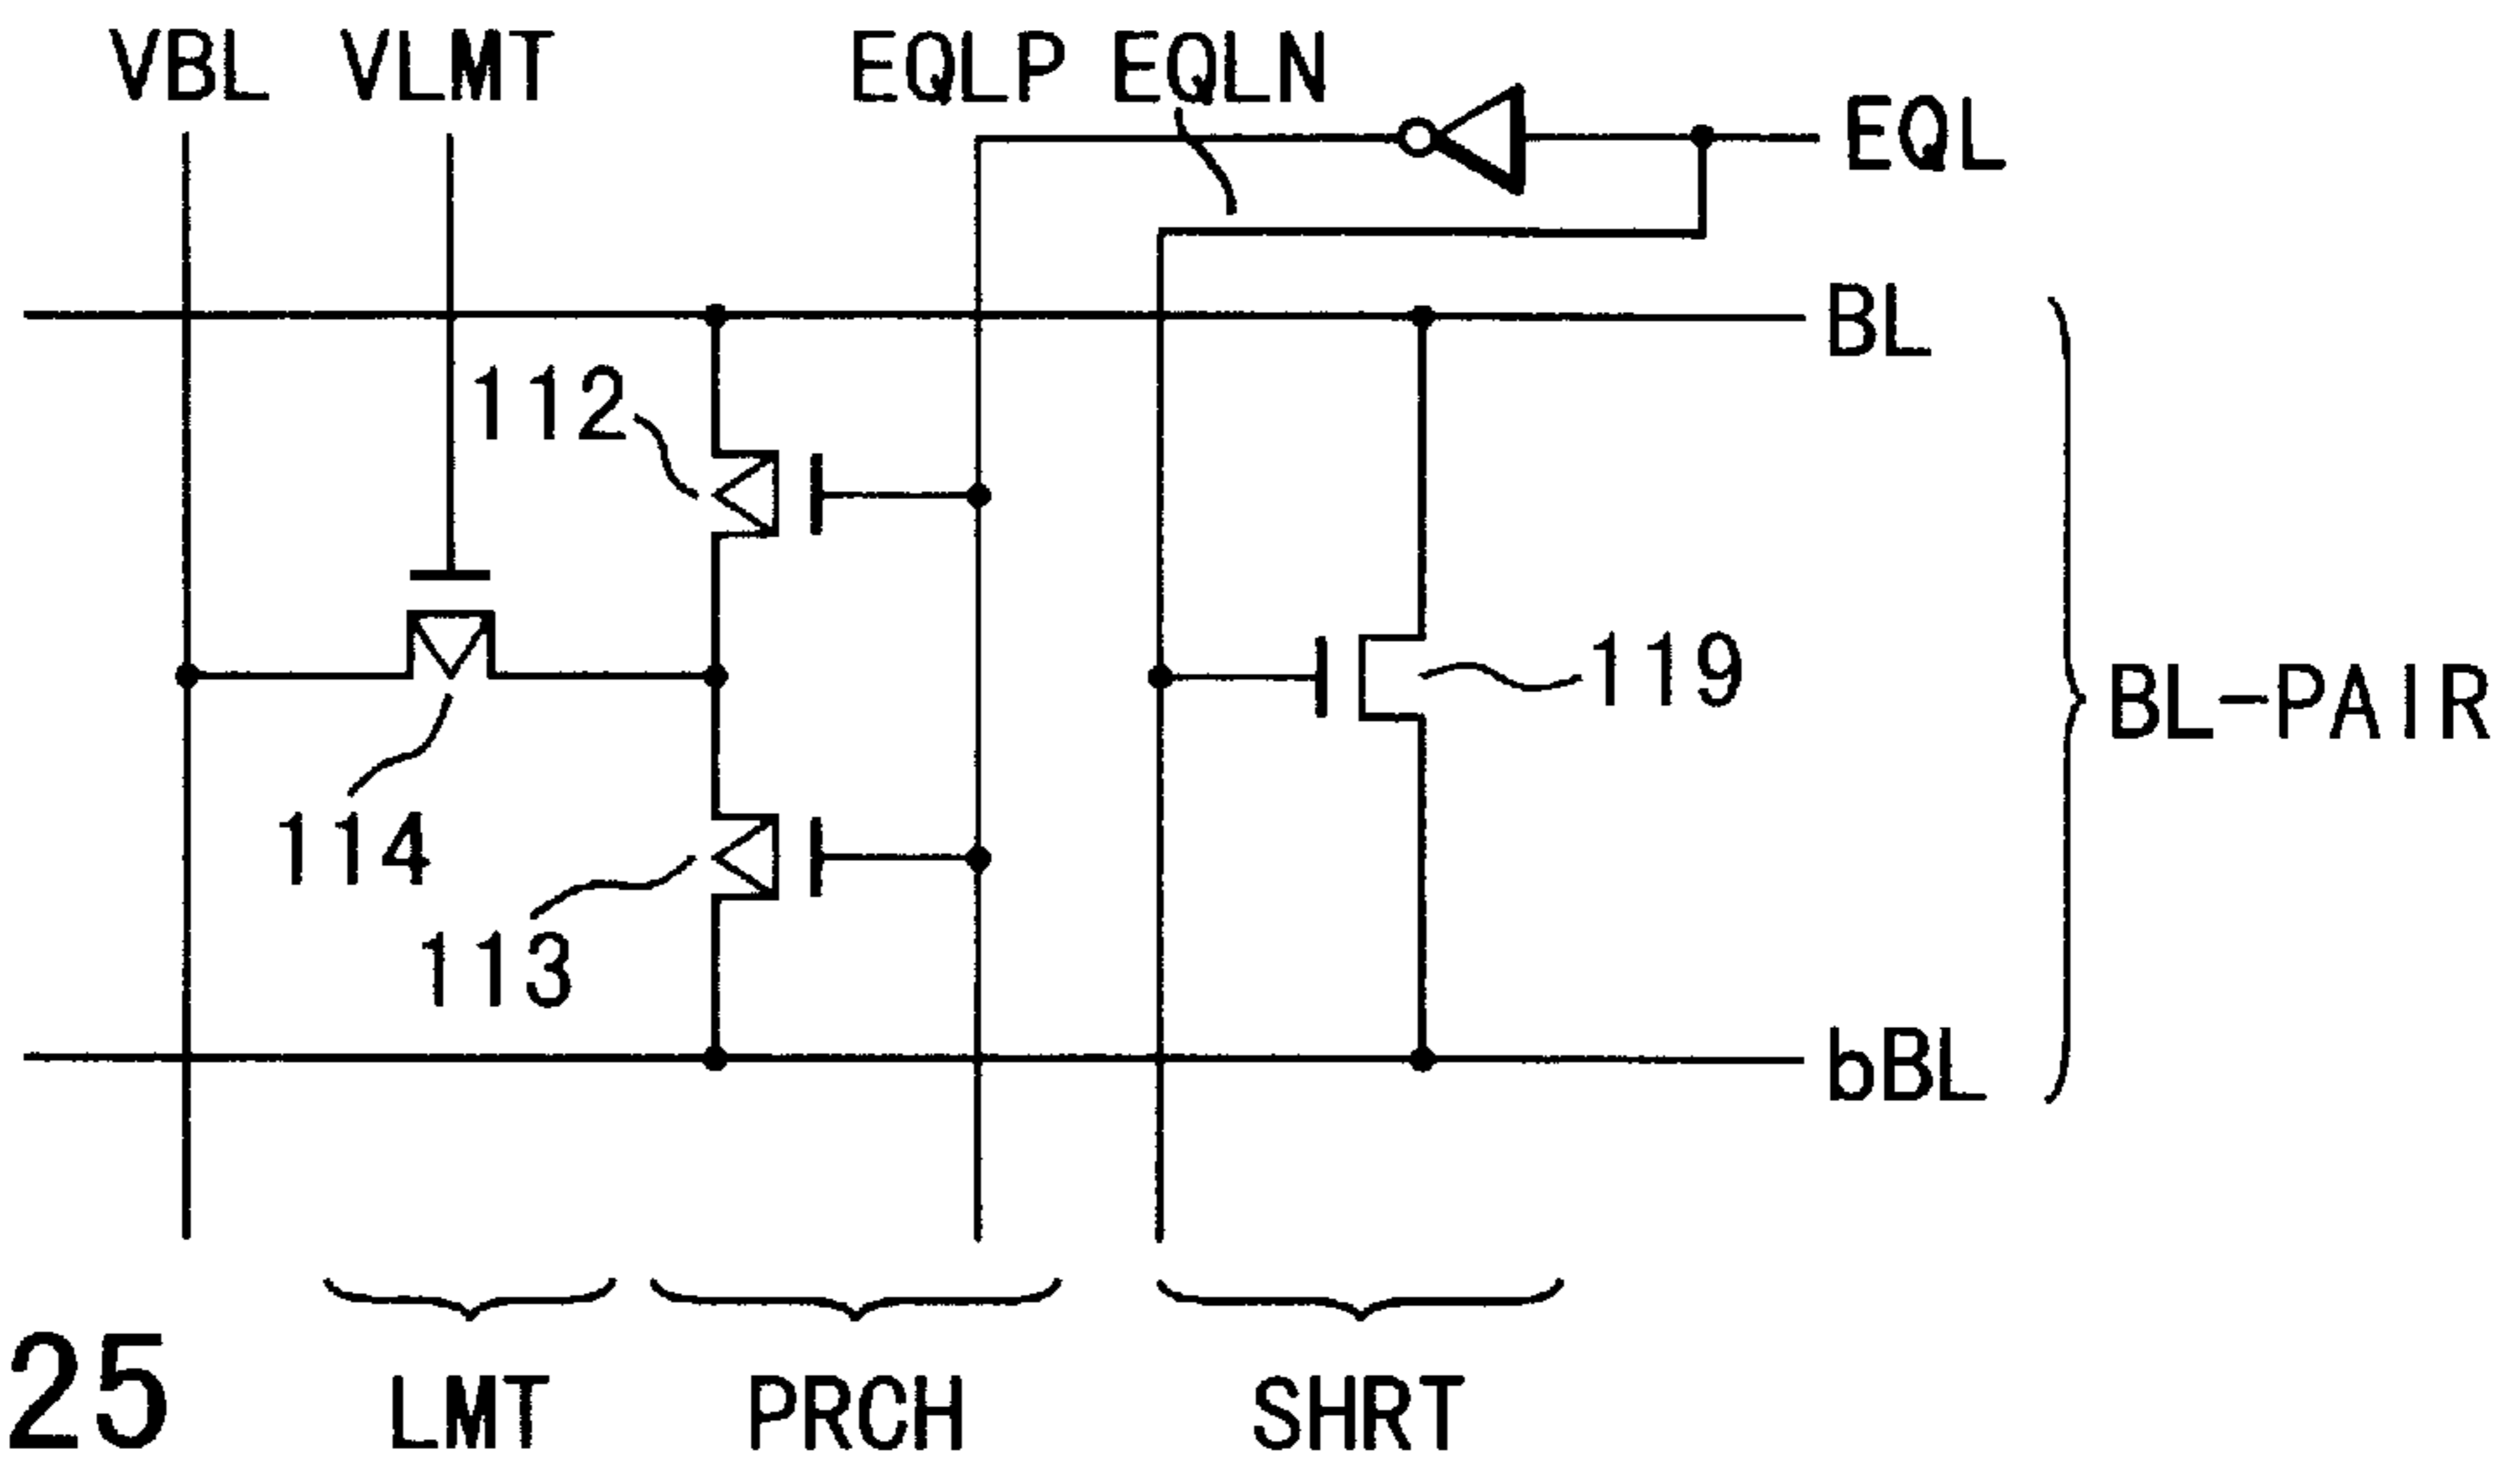 VBL VLMT EQLP EQLN
EQL
BL
112
119
BL-PAIR
114
113
bBL
25
LMT PRCH SHRT